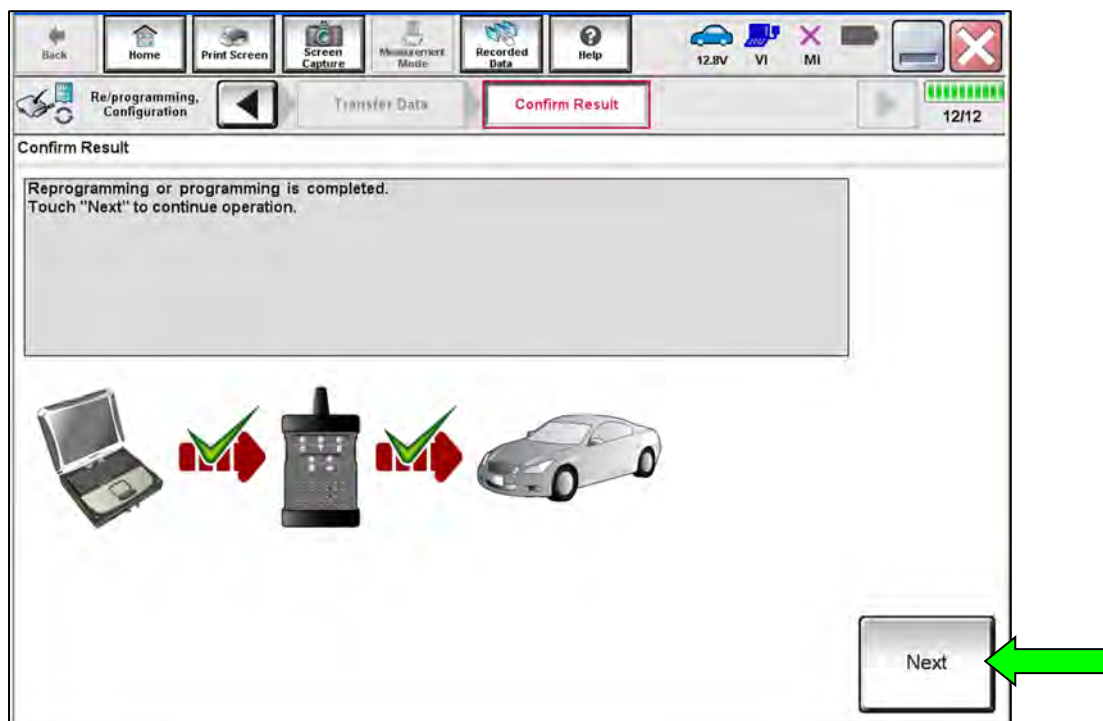 Back
Home
Print Screen
Screen
Capture
Measurement
Mode
Recorded
Data
Help
12.8V
VI
MI
Re/programming,
Configuration
Transfer Data
Confirm Result
12/12
Confirm Result
Reprogramming or programming is completed.
Touch "Next" to continue operation.
Next